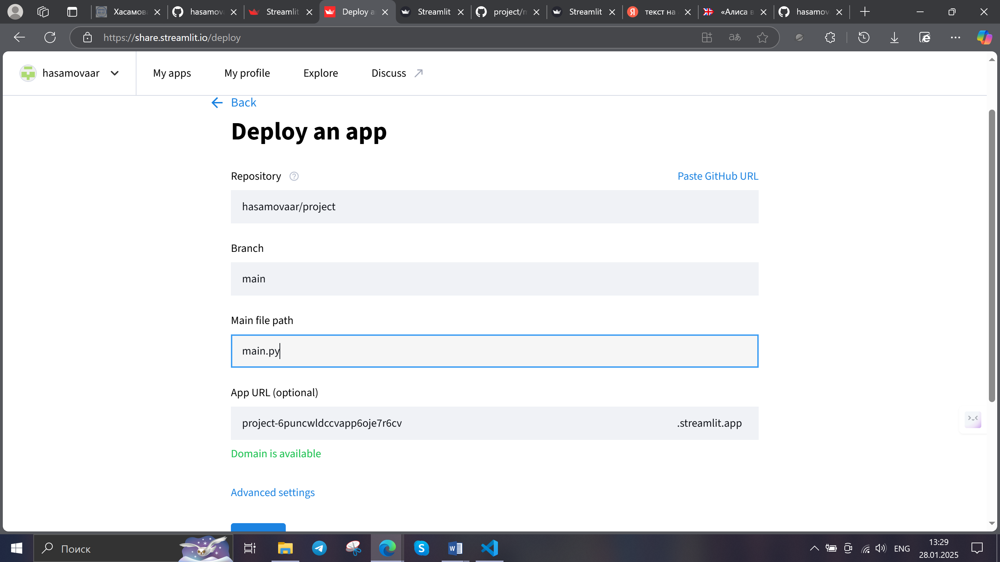 Хасамова hasamova Streamlit Deploy a Streamlit project/m Streamlit текст на «Алиса в hasamov
https://share.streamlit.io/deploy
hasamovaar My apps My profile Explore Discuss
Back
Deploy an app
Repository Paste GitHub URL
hasamovaar/project
Branch
main
Main file path
main.py
App URL (optional)
project-6puncwldccvapp6oje7r6cv .streamlit.app
Domain is available
Advanced settings
Поиск ENG 13:29
28.01.2025